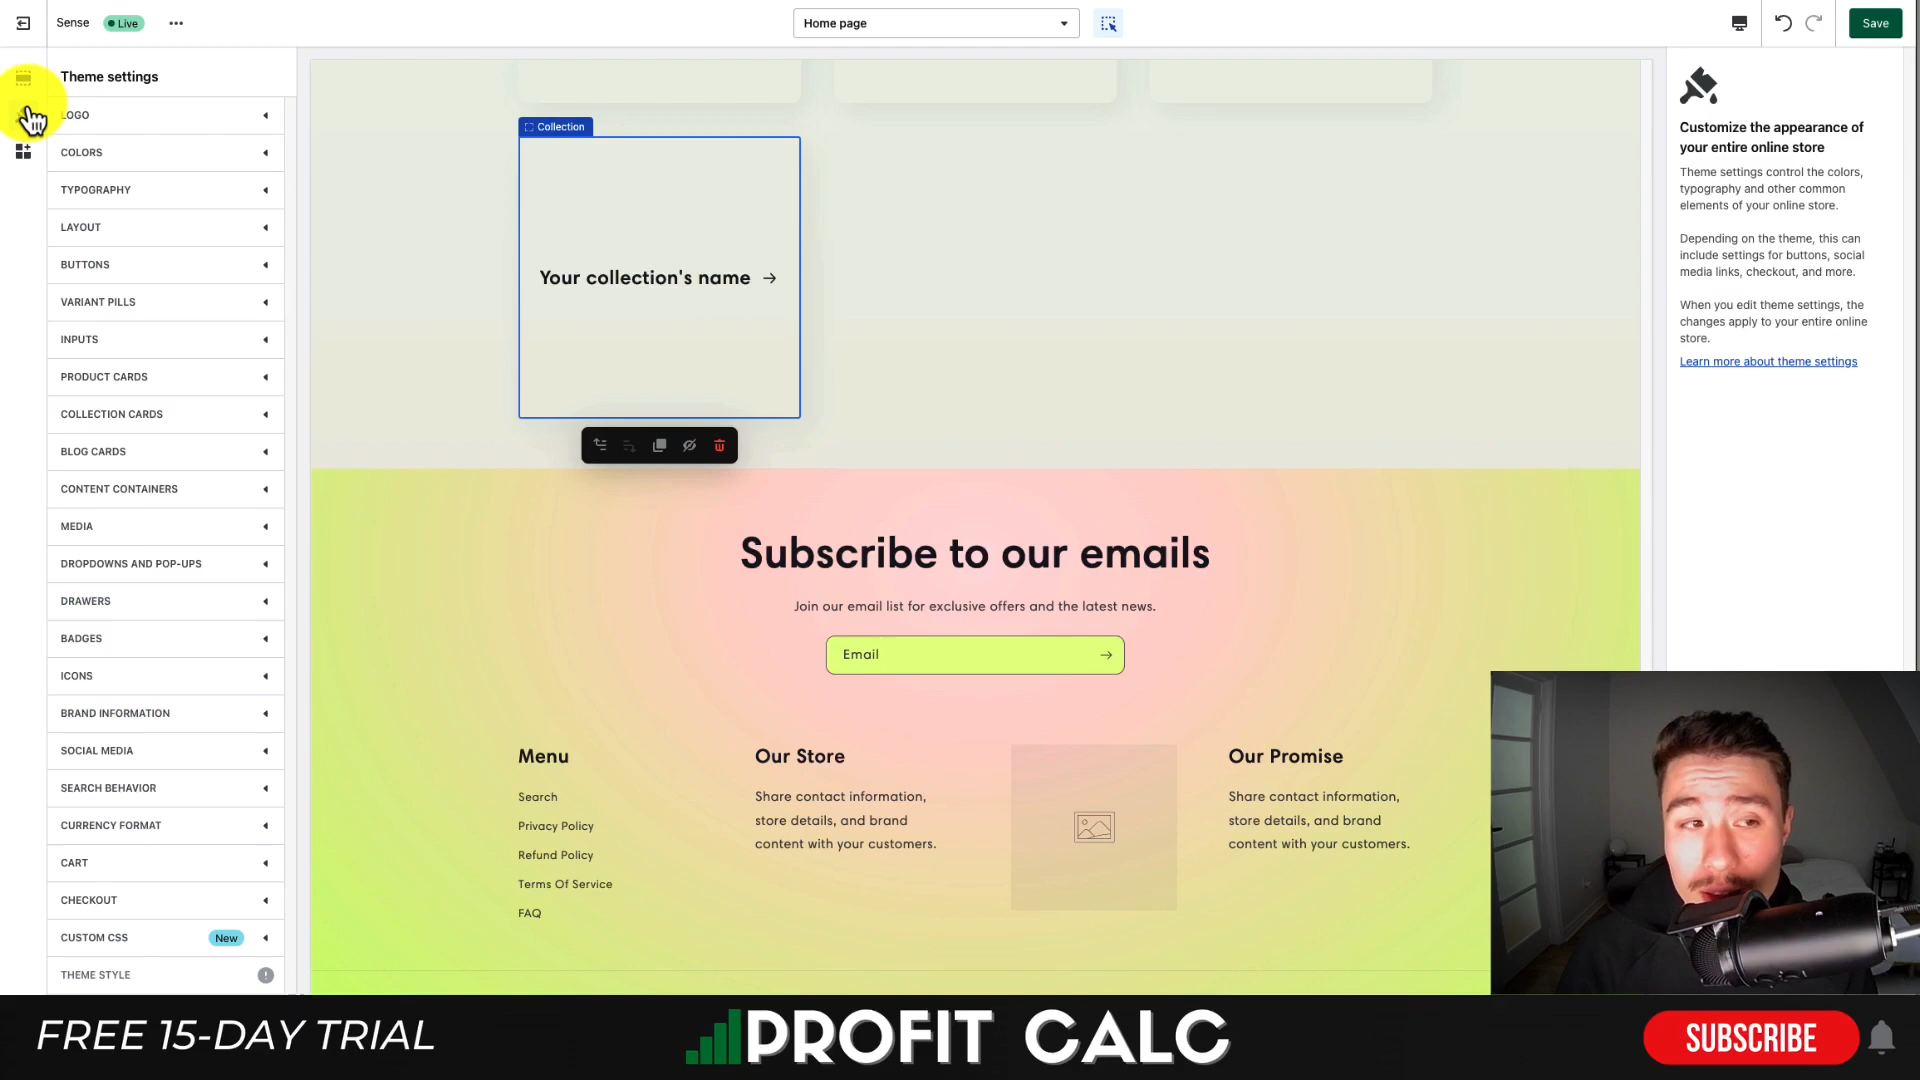 Sense
Live
Home page
Save
Theme settings
LOGO
COLORS
TYPOGRAPHY
LAYOUT
BUTTONS
VARIANT PILLS
INPUTS
PRODUCT CARDS
COLLECTION CARDS
BLOG CARDS
CONTENT CONTAINERS
MEDIA
DROPDOWNS AND POP-UPS
DRAWERS
BADGES
ICONS
BRAND INFORMATION
SOCIAL MEDIA
SEARCH BEHAVIOR
CURRENCY FORMAT
CART
CHECKOUT
CUSTOM CSS New
THEME STYLE
Collection
Your collection's name
Subscribe to our emails
Join our email list for exclusive offers and the latest news.
Email
Menu
Search
Privacy Policy
Refund Policy
Terms Of Service
FAQ
Our Store
Share contact information,
store details, and brand
content with your customers.
Our Promise
Share contact information,
store details, and brand
content with your customers.
Customize the appearance of
your entire online store
Theme settings control the colors,
typography and other common
elements of your online store.
Depending on the theme, this can
include settings for buttons, social
media links, checkout, and more.
When you edit theme settings, the
changes apply to your entire online
store.
Learn more about theme settings
FREE 15-DAY TRIAL
PROFIT CALC
SUBSCRIBE